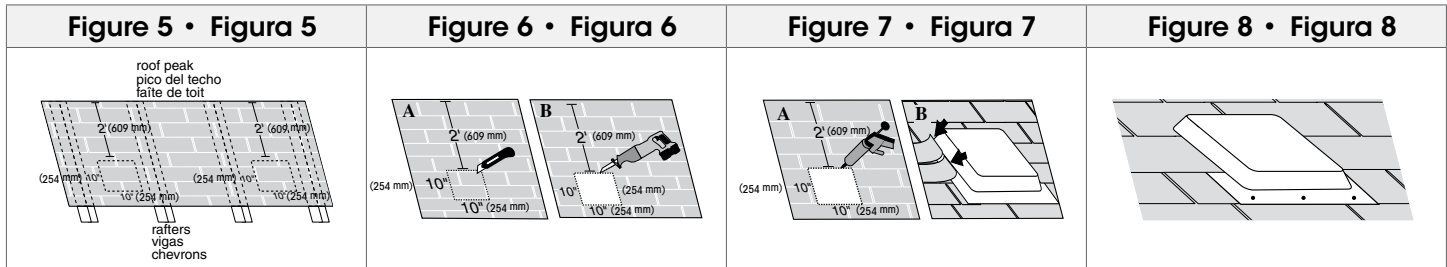 Figure 5 • Figura 5
roof peak
pico del techo
faîte de toit
2' (609 mm)
2' (609 mm)
(254 mm) 10"
10" (254 mm)
(254 mm) 10"
10" (254 mm)
rafters
vigas
chevrons
Figure 6 • Figura 6
A
2' (609 mm)
(254 mm)
10"
10" (254 mm)
B
2' (609 mm)
10"
(254 mm)
10" (254 mm)
Figure 7 • Figura 7
A
2' (609 mm)
(254 mm)
10"
10" (254 mm)
B
Figure 8 • Figura 8